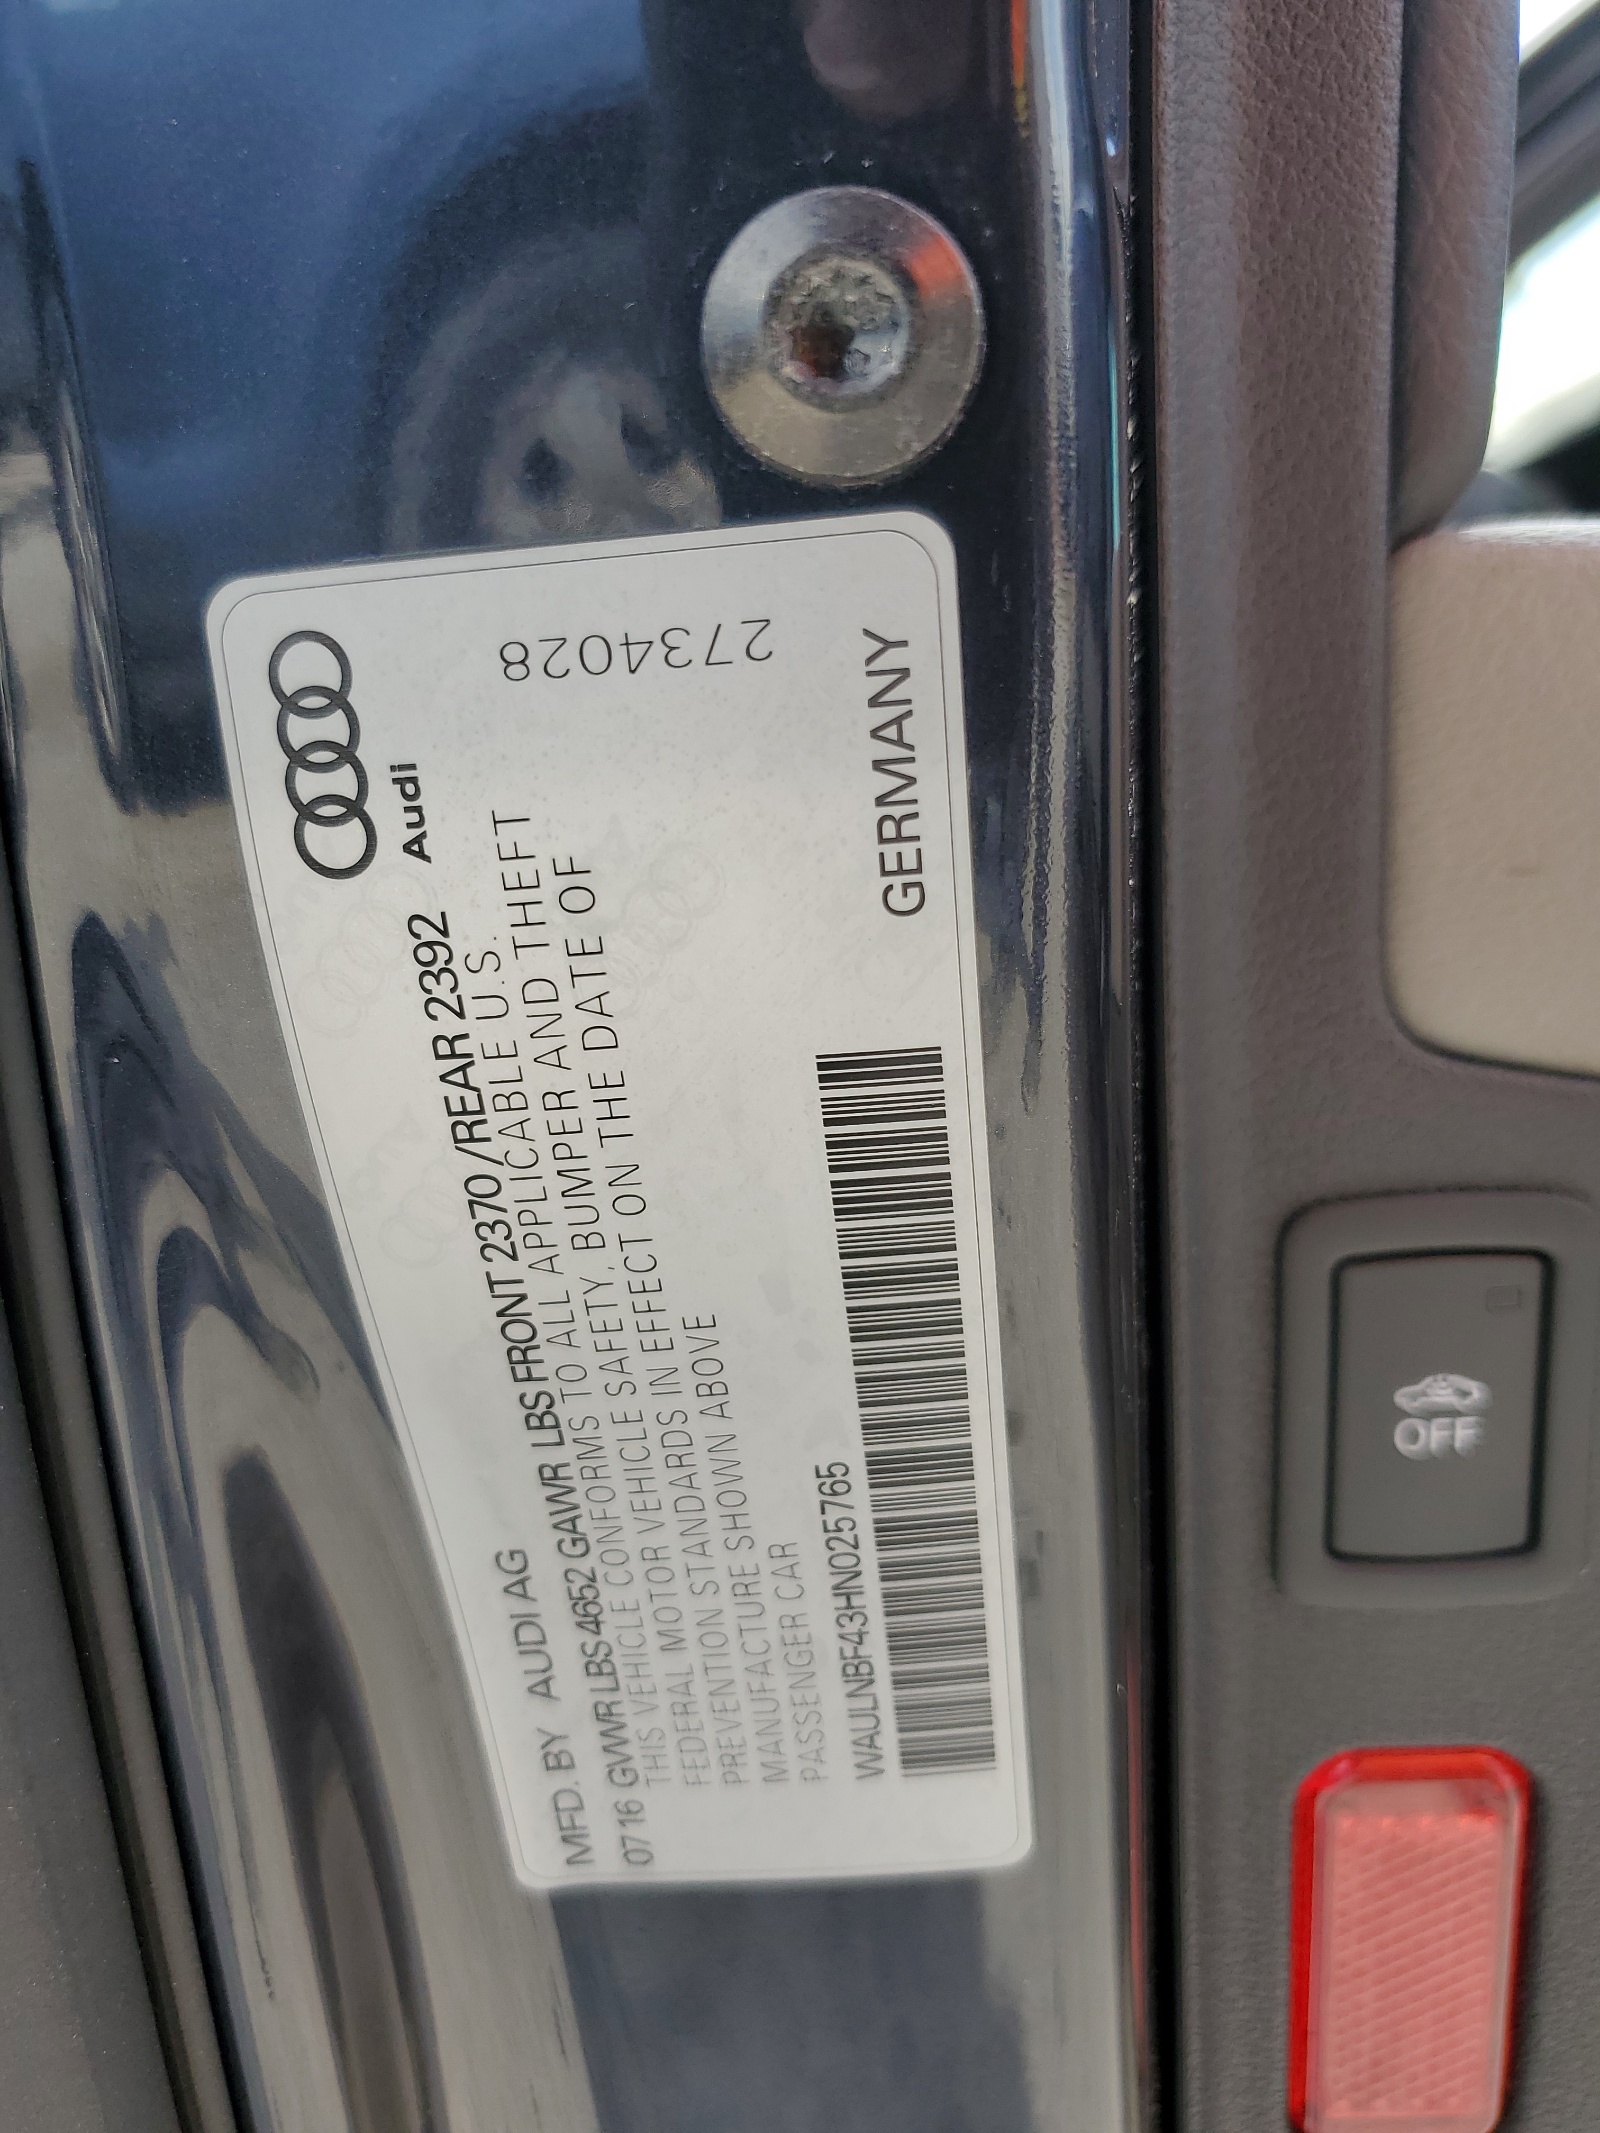 Audi
2734028
MFD. BY AUDI AG
0716 GVWR LBS 4652 GAWR LBS FRONT 2370/REAR 2392
THIS VEHICLE CONFORMS TO ALL APPLICABLE U.S.
FEDERAL MOTOR VEHICLE SAFETY, BUMPER AND THEFT
PREVENTION STANDARDS IN EFFECT ON THE DATE OF
MANUFACTURE SHOWN ABOVE
PASSENGER CAR
WAULNBF43HN025765
GERMANY
OFF